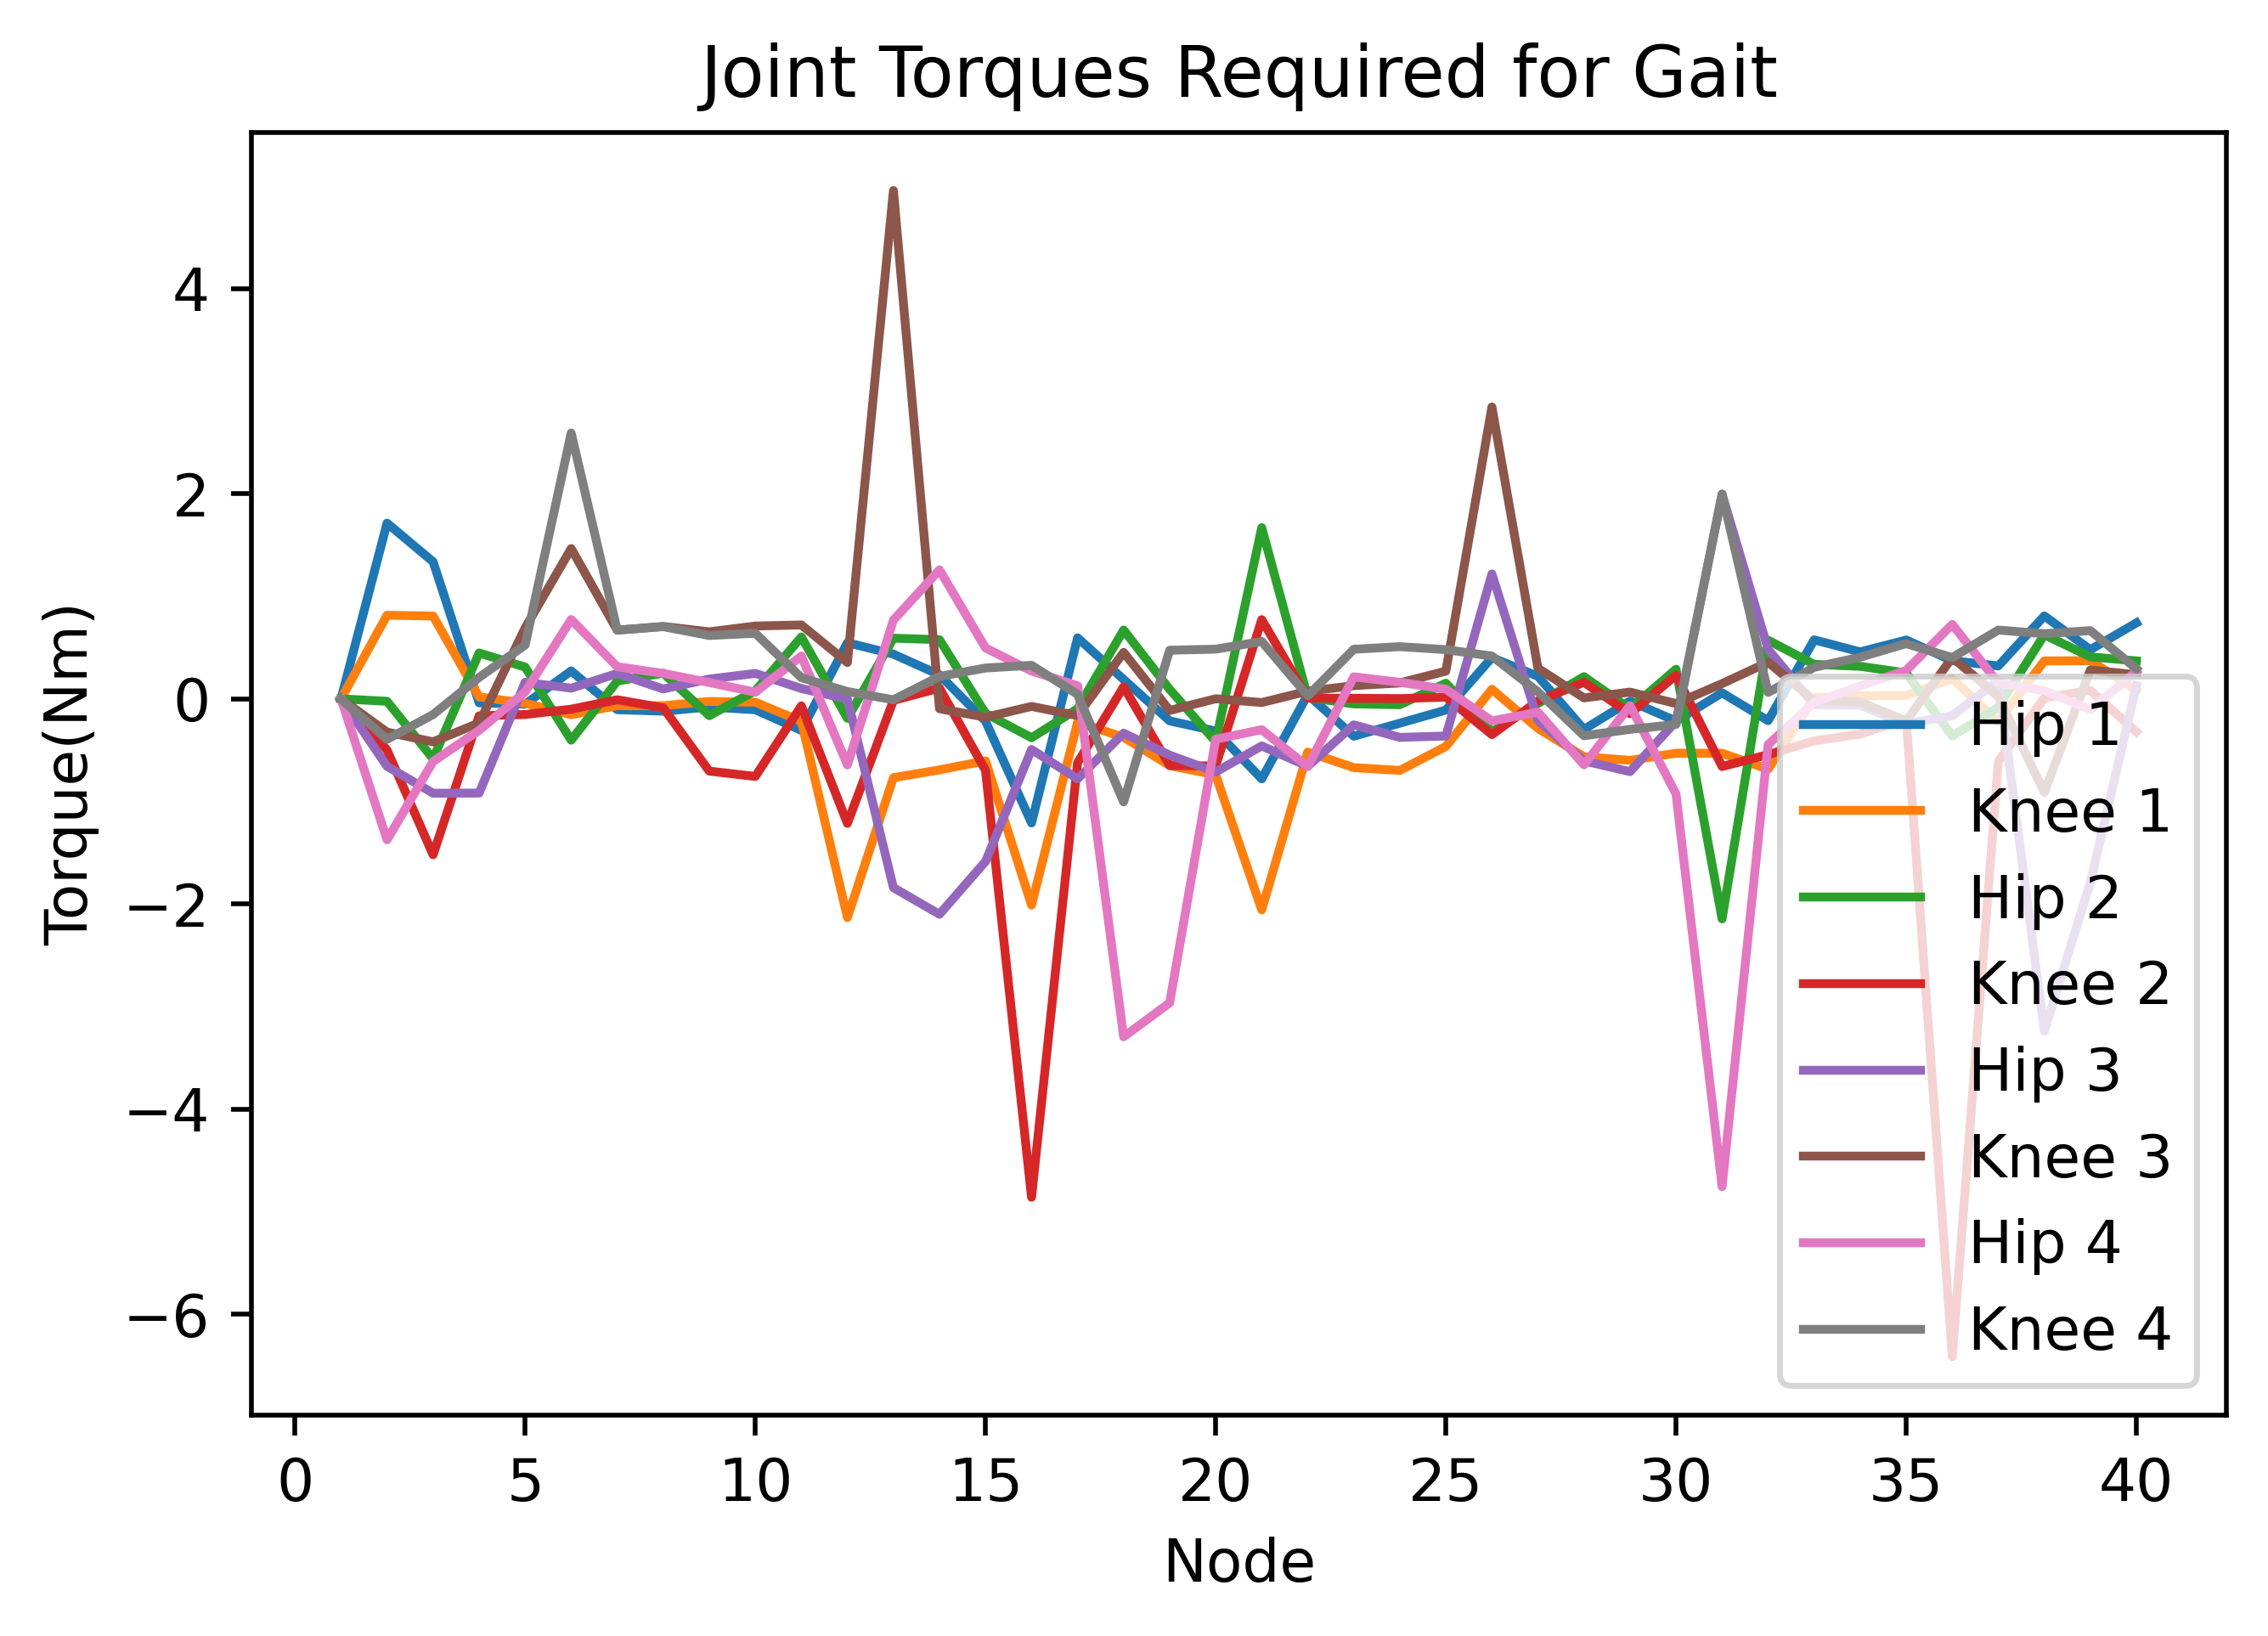 Joint Torques Required for Gait
Torque(Nm)
4
2
0
−2
−4
−6
Hip 1
Knee 1
Hip 2
Knee 2
Hip 3
Knee 3
Hip 4
Knee 4
0 5 10 15 20 25 30 35 40
Node